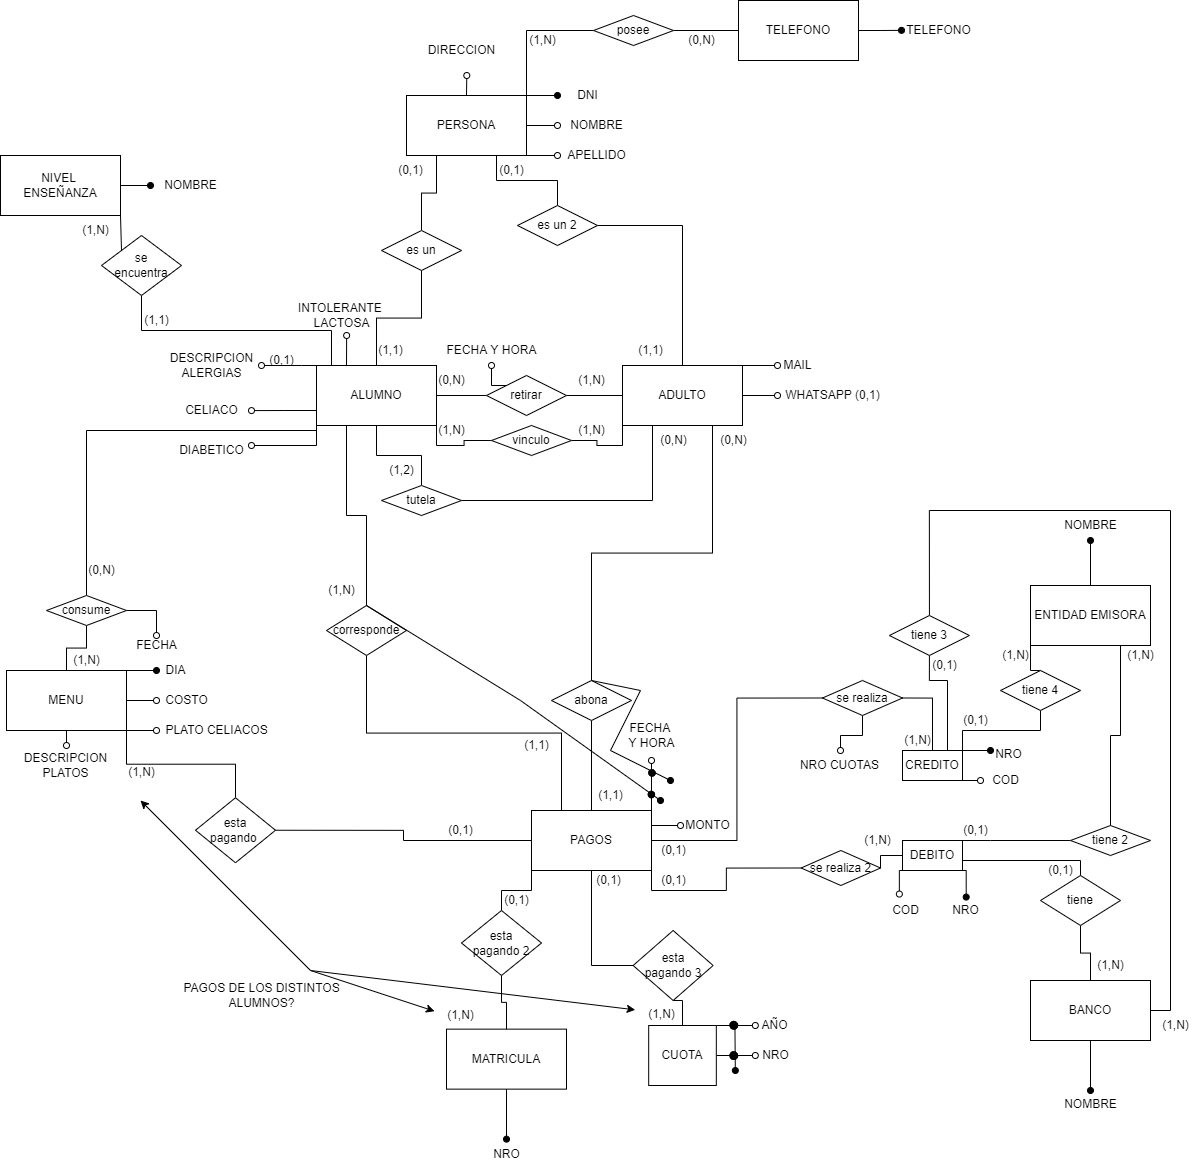 posee
TELEFONO
TELEFONO
(1,N)
(0,N)
DIRECCION
DNI
PERSONA
NOMBRE
APELLIDO
(0,1)
(0,1)
NIVEL
ENSEÑANZA
NOMBRE
(1,N)
es un 2
es un
se
encuentra
INTOLERANTE
LACTOSA
(1,1)
(1,1)
FECHA Y HORA
(1,1)
DESCRIPCION
ALERGIAS
(0,1)
MAIL
(0,N)
(1,N)
ALUMNO
retirar
ADULTO
WHATSAPP (0,1)
CELIACO
(1,N)
(1,N)
vinculo
(0,N)
(0,N)
DIABETICO
(1,2)
tutela
NOMBRE
(0,N)
(1,N)
consume
ENTIDAD EMISORA
corresponde
tiene 3
FECHA
(1,N)
(1,N)
(1,N)
(0,1)
DIA
tiene 4
MENU
COSTO
abona
se realiza
(0,1)
PLATO CELIACOS
FECHA
Y HORA
(1,N)
(1,1)
DESCRIPCION
PLATOS
NRO
NRO CUOTAS
CREDITO
(1,N)
COD
(1,1)
MONTO
esta
pagando
(0,1)
(0,1)
PAGOS
(0,1)
(1,N)
tiene 2
DEBITO
(0,1)
(0,1)
se realiza 2
(0,1)
(0,1)
tiene
COD
NRO
esta
pagando 2
esta
pagando 3
(1,N)
PAGOS DE LOS DISTINTOS
ALUMNOS?
(1,N)
(1,N)
BANCO
(1,N)
AÑO
MATRICULA
CUOTA
NRO
NOMBRE
NRO